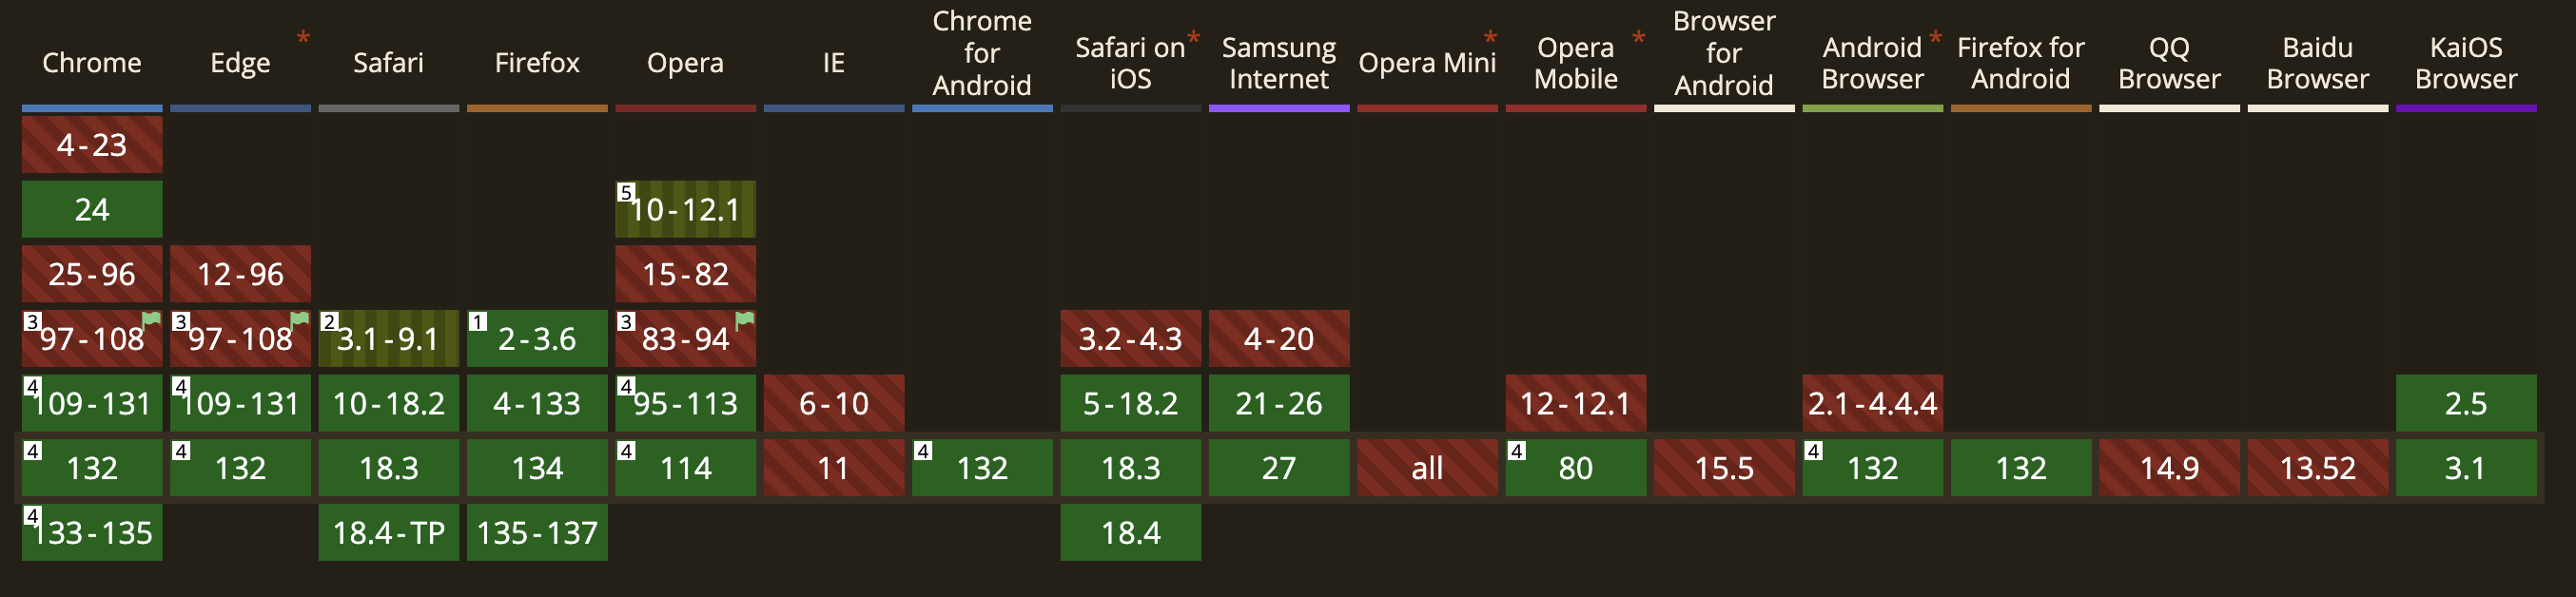 Chrome
Edge *
Safari
Firefox
Opera
IE
Chrome
for
Android
Safari on *
iOS
Samsung
Internet
Opera Mini *
Opera *
Mobile
Browser
for
Android
Android *
Browser
Firefox for
Android
QQ
Browser
Baidu
Browser
KaiOS
Browser
4-23
24 5 10-12.1
25-96 12-96 15-82
3 97-108 3 97-108 2 3.1-9.1 1 2-3.6 3 83-94 3.2-4.3 4-20
4 109-131 4 109-131 10-18.2 4-133 4 95-113 6-10 5-18.2 21-26 12-12.1 2.1-4.4.4 2.5
4 132 4 132 18.3 134 4 114 11 4 132 18.3 27 all 4 80 15.5 4 132 132 14.9 13.52 3.1
4 133-135 18.4-TP 135-137 18.4